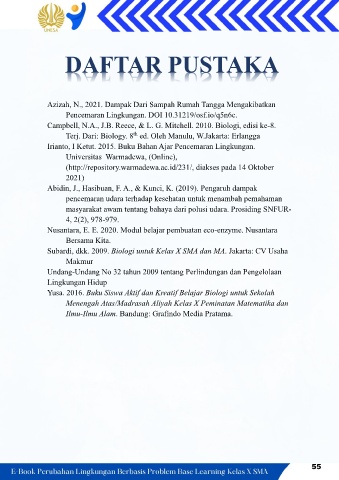 UNESA
DAFTAR PUSTAKA
Azizah, N., 2021. Dampak Dari Sampah Rumah Tangga Mengakibatkan
Pencemaran Lingkungan. DOI 10.31219/osf.io/q5n6c.
Campbell, N.A., J.B. Reece, & L. G. Mitchell. 2010. Biologi, edisi ke-8.
Terj. Dari: Biology. 8th ed. Oleh Manulu, W.Jakarta: Erlangga
Irianto, I Ketut. 2015. Buku Bahan Ajar Pencemaran Lingkungan.
Universitas Warmadewa, (Online),
(http://repository.warmadewa.ac.id/231/, diakses pada 14 Oktober
2021)
Abidin, J., Hasibuan, F. A., & Kunci, K. (2019). Pengaruh dampak
pencemaran udara terhadap kesehatan untuk menambah pemahaman
masyarakat awam tentang bahaya dari polusi udara. Prosiding SNFUR-
4, 2(2), 978-979.
Nusantara, E. E. 2020. Modul belajar pembuatan eco-enzyme. Nusantara
Bersama Kita.
Subardi, dkk. 2009. Biologi untuk Kelas X SMA dan MA. Jakarta: CV Usaha
Makmur
Undang-Undang No 32 tahun 2009 tentang Perlindungan dan Pengelolaan
Lingkungan Hidup
Yusa. 2016. Buku Siswa Aktif dan Kreatif Belajar Biologi untuk Sekolah
Menengah Atas/Madrasah Aliyah Kelas X Peminatan Matematika dan
Ilmu-Ilmu Alam. Bandung: Grafindo Media Pratama.
E-Book Perubahan Lingkungan Berbasis Problem Base Learning Kelas X SMA
55